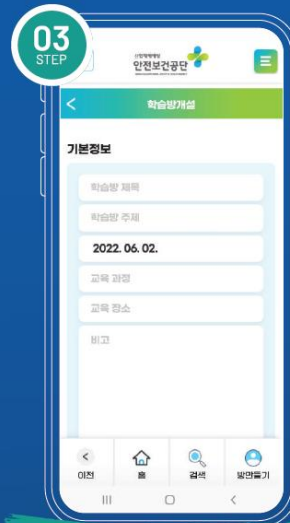 03
STEP
산업재해예방
안전보건공단
학습방개설
기본정보
학습방 제목
학습방 주제
2022. 06. 02.
교육 과정
교육 장소
비고
이전
홈
검색
방만들기